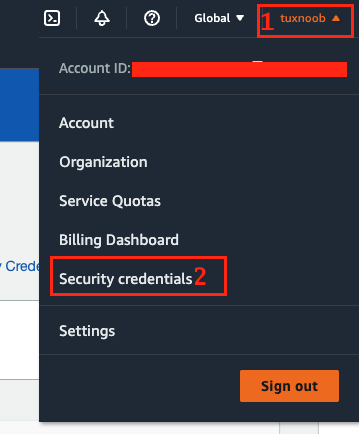 Global 1 tuxnoob
Account ID:
Account
Organization
Service Quotas
Billing Dashboard
y Crede
Security credentials 2
Settings
Sign out